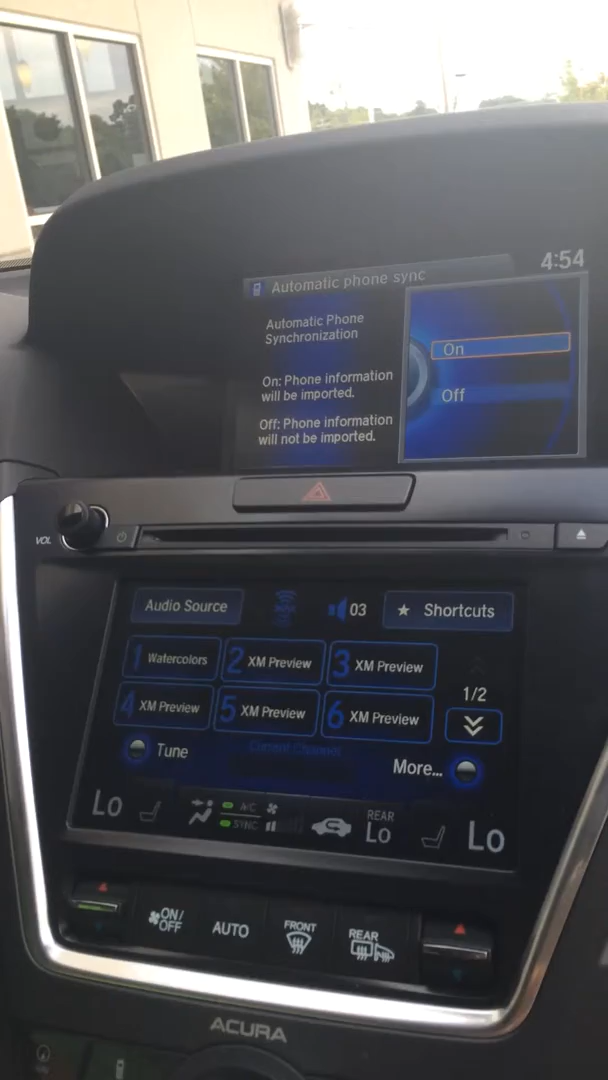 4:54
Automatic phone sync
Automatic Phone
Synchronization
On: Phone information
will be imported.
Off: Phone information
will not be imported.
On
Off
VOL
Audio Source
03
★ Shortcuts
1 Watercolors
2 XM Preview
3 XM Preview
1/2
4 XM Preview
5 XM Preview
6 XM Preview
Tune
Current Channel
More...
Lo
A/C
SYNC
REAR
Lo
Lo
ON/
OFF
AUTO
FRONT
REAR
ACURA